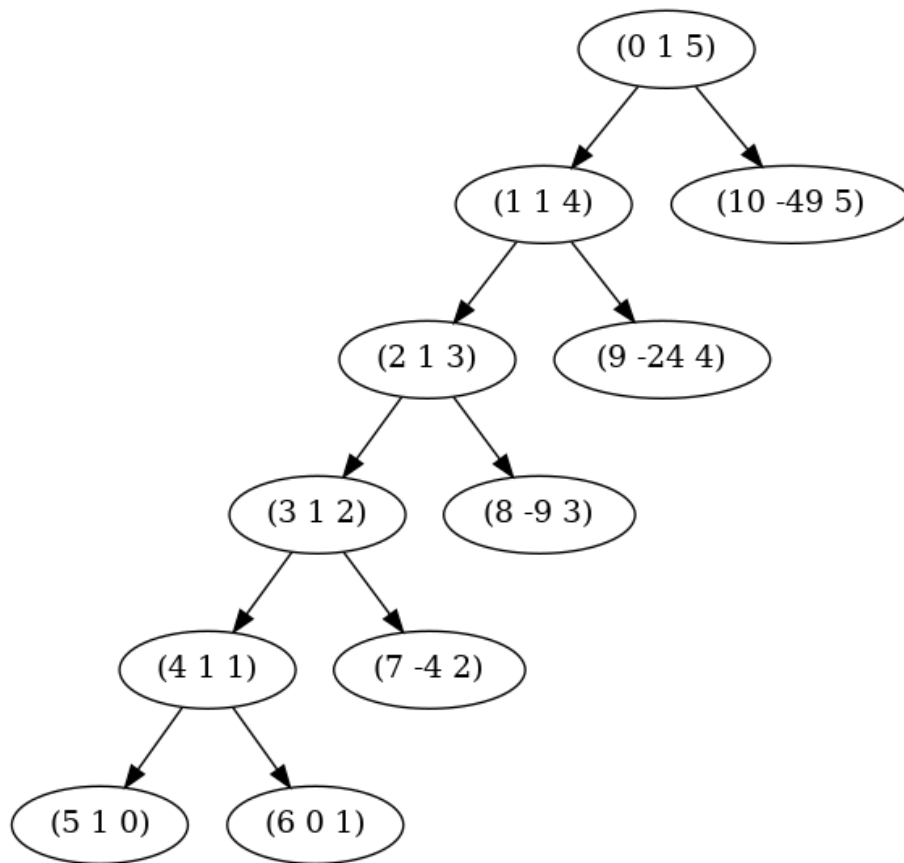 (0 1 5)
(1 1 4)
(10 -49 5)
(2 1 3)
(9 -24 4)
(3 1 2)
(8 -9 3)
(4 1 1)
(7 -4 2)
(5 1 0)
(6 0 1)